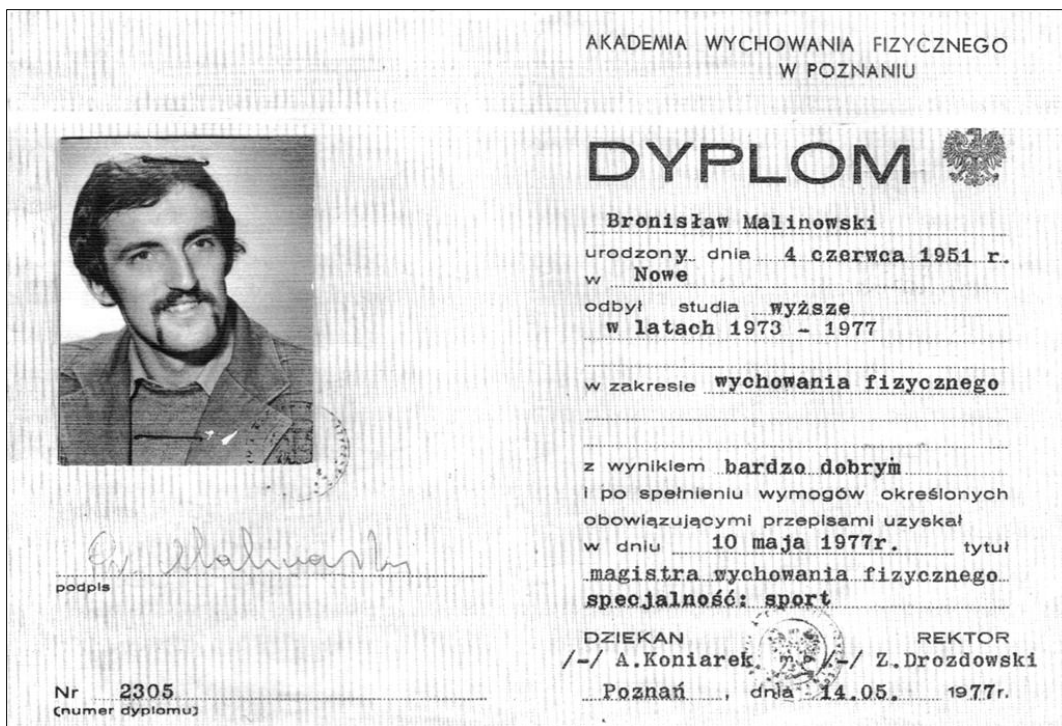 AKADEMIA WYCHOWANIA FIZYCZNEGO
W POZNANIU
DYPLOM
Bronisław Malinowski
urodzony dnia 4 czerwca 1951 r.
w Nowe
odbył studia wyższe
w latach 1973 - 1977
w zakresie wychowania fizycznego
z wynikiem bardzo dobrym
i po spełnieniu wymogów określonych
obowiązującymi przepisami uzyskał
w dniu 10 maja 1977r. tytuł
magistra wychowania fizycznego
specjalność: sport
DZIEKAN REKTOR
/-/ A.Koniarek /-/ Z.Drozdowski
Poznań , dnia 14.05. 1977r.
Br. Malinowski
podpis
Nr 2305
(numer dyplomu)